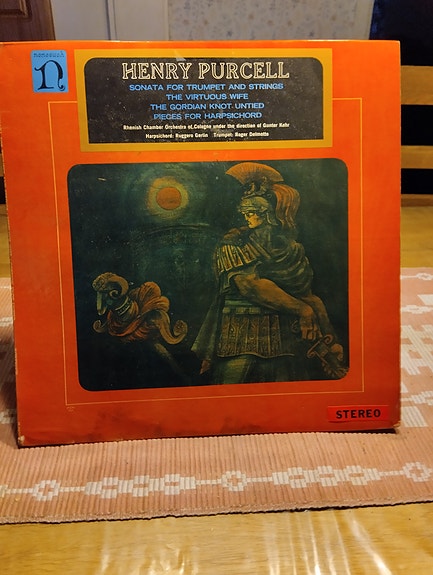 nonesuch
n
HENRY PURCELL
SONATA FOR TRUMPET AND STRINGS
THE VIRTUOUS WIFE
THE GORDIAN KNOT UNTIED
PIECES FOR HARPSICHORD
Rhenish Chamber Orchestra of Cologne under the direction of Gunter Kehr
Harpsichord: Ruggero Gerlin Trumpet: Roger Delmotte
STEREO